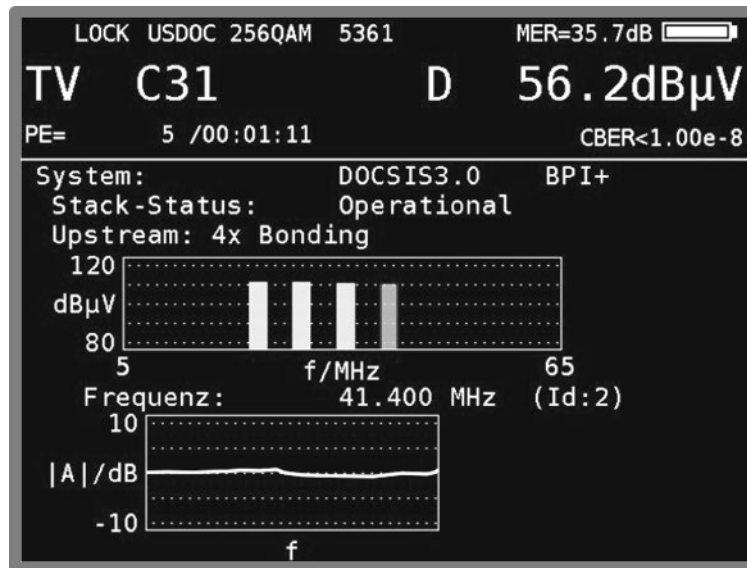 LOCK USDOC 256QAM 5361 MER=35.7dB
TV C31 D 56.2dBµV
PE= 5 /00:01:11 CBER<1.00e-8
System: DOCSIS3.0 BPI+
Stack-Status: Operational
Upstream: 4x Bonding
120
dBµV
80
5 f/MHz 65
Frequenz: 41.400 MHz (Id:2)
10
|A|/dB
-10
f